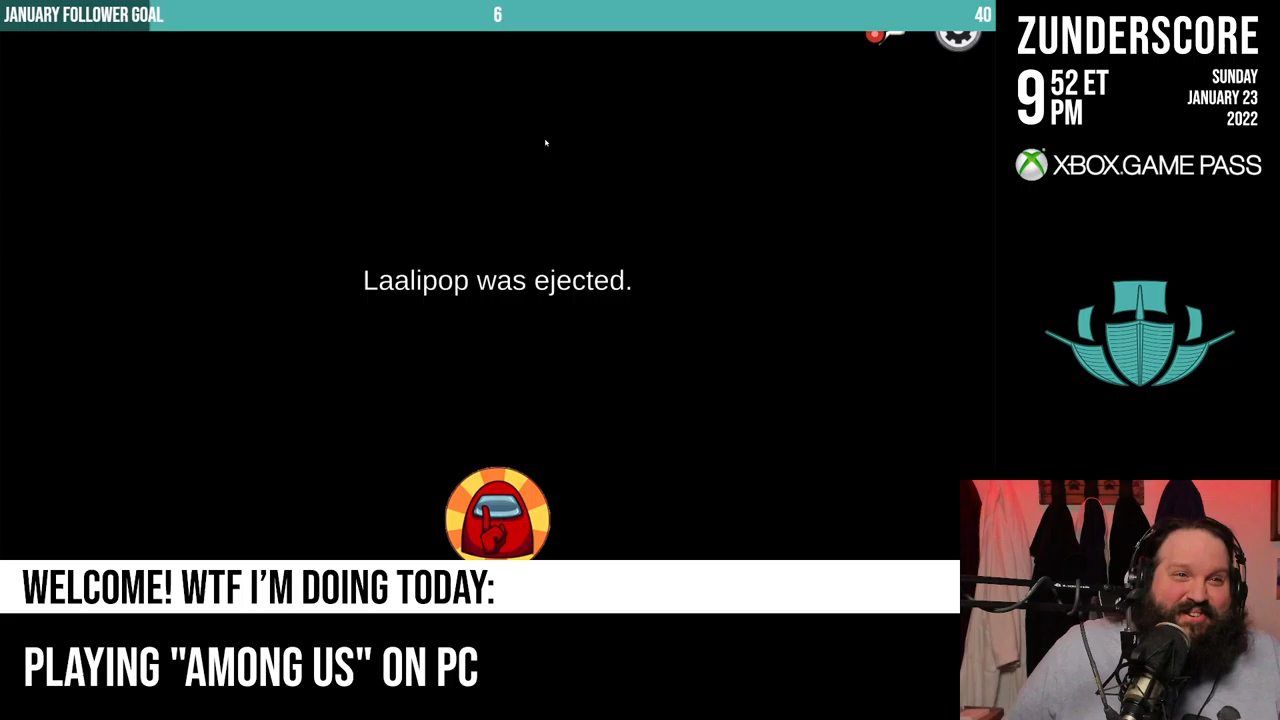 JANUARY FOLLOWER GOAL
6
40
ZUNDERSCORE
9 52 ET
PM
SUNDAY
JANUARY 23
2022
XBOX GAME PASS
Laalipop was ejected.
WELCOME! WTF I'M DOING TODAY:
PLAYING "AMONG US" ON PC